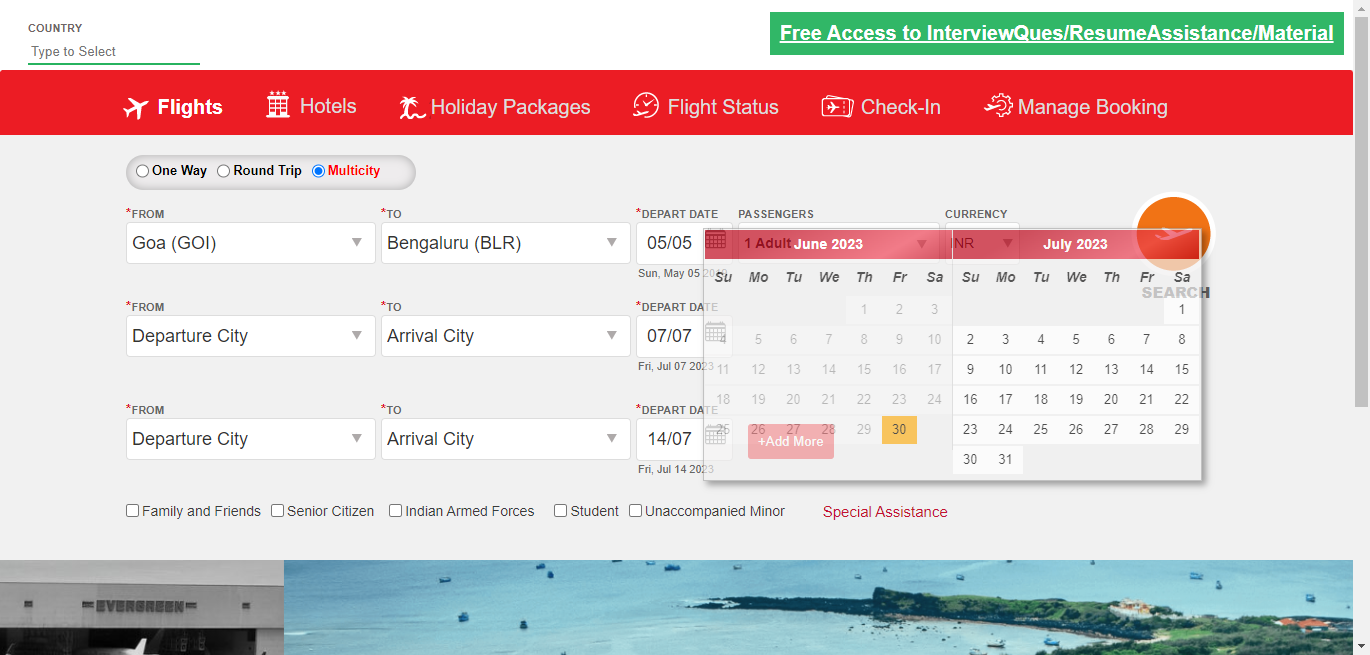 COUNTRY
Type to Select
Free Access to InterviewQues/ResumeAssistance/Material
Flights Hotels Holiday Packages Flight Status Check-In Manage Booking
One Way Round Trip Multicity
*FROM *TO *DEPART DATE PASSENGERS CURRENCY
Goa (GOI) Bengaluru (BLR) 05/05 1 Adult INR
June 2023 July 2023
Sun, May 05 2019
Su Mo Tu We Th Fr Sa Su Mo Tu We Th Fr Sa
SEARCH
*FROM *TO *DEPART DATE
1 2 3 1
Departure City Arrival City 07/07
4 5 6 7 8 9 10 2 3 4 5 6 7 8
Fri, Jul 07 2023
11 12 13 14 15 16 17 9 10 11 12 13 14 15
18 19 20 21 22 23 24 16 17 18 19 20 21 22
*FROM *TO *DEPART DATE
Departure City Arrival City 14/07
25 26 27 28 29 30 23 24 25 26 27 28 29
+Add More
30 31
Fri, Jul 14 2023
Family and Friends Senior Citizen Indian Armed Forces Student Unaccompanied Minor Special Assistance
EVERGREEN